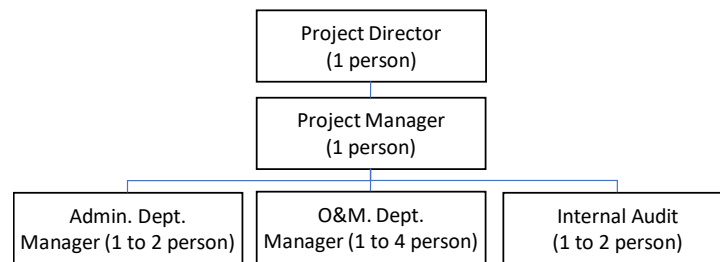 Project Director
(1 person)
Project Manager
(1 person)
Admin. Dept.
Manager (1 to 2 person)
O&M. Dept.
Manager (1 to 4 person)
Internal Audit
(1 to 2 person)